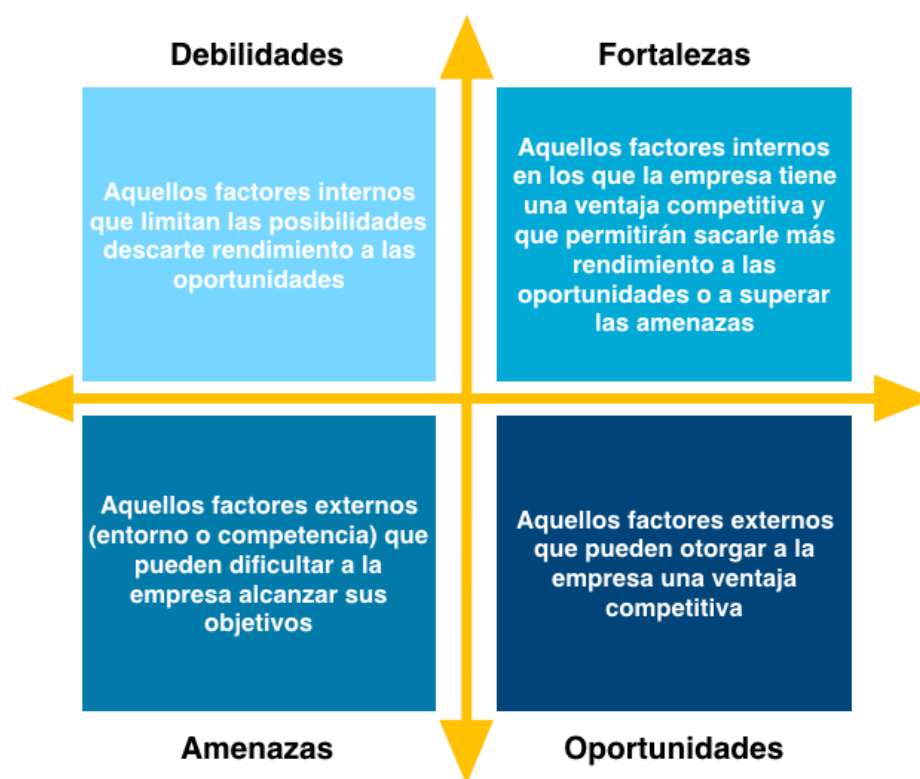 Debilidades
Fortalezas
Aquellos factores internos
que limitan las posibilidades
descarte rendimiento a las
oportunidades
Aquellos factores internos
en los que la empresa tiene
una ventaja competitiva y
que permitirán sacarle más
rendimiento a las
oportunidades o a superar
las amenazas
Aquellos factores externos
(entorno o competencia) que
pueden dificultar a la
empresa alcanzar sus
objetivos
Aquellos factores externos
que pueden otorgar a la
empresa una ventaja
competitiva
Amenazas
Oportunidades